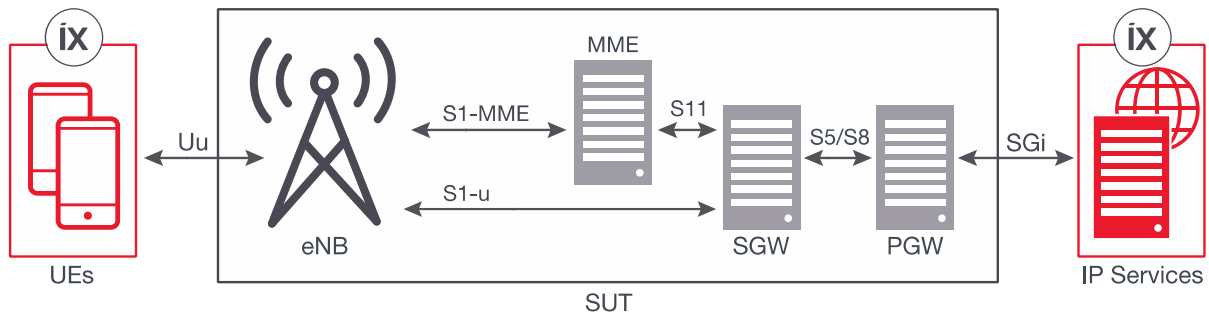 ix
ix
MME
S1-MME
S11
Uu
S5/S8
SGi
S1-u
eNB
SGW
PGW
UEs
IP Services
SUT